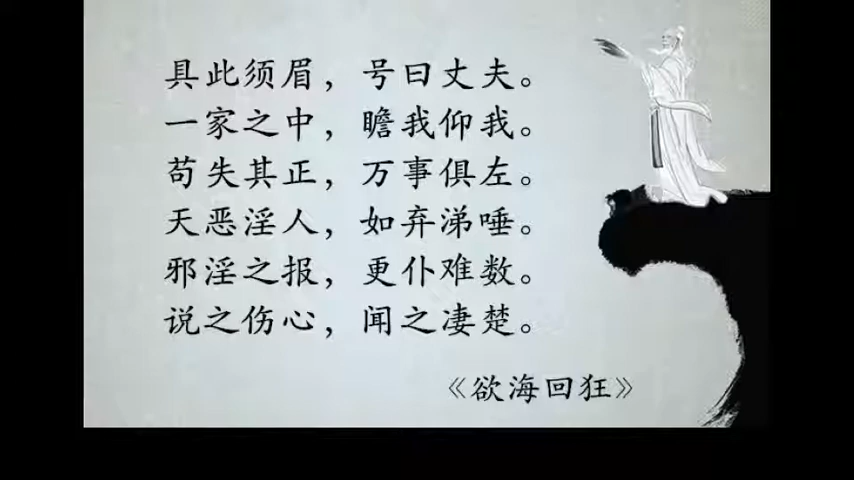 具此须眉，号曰丈夫。
一家之中，瞻我仰我。
苟失其正，万事俱左。
天恶淫人，如弃涕唾。
邪淫之报，更仆难数。
说之伤心，闻之凄楚。
《欲海回狂》